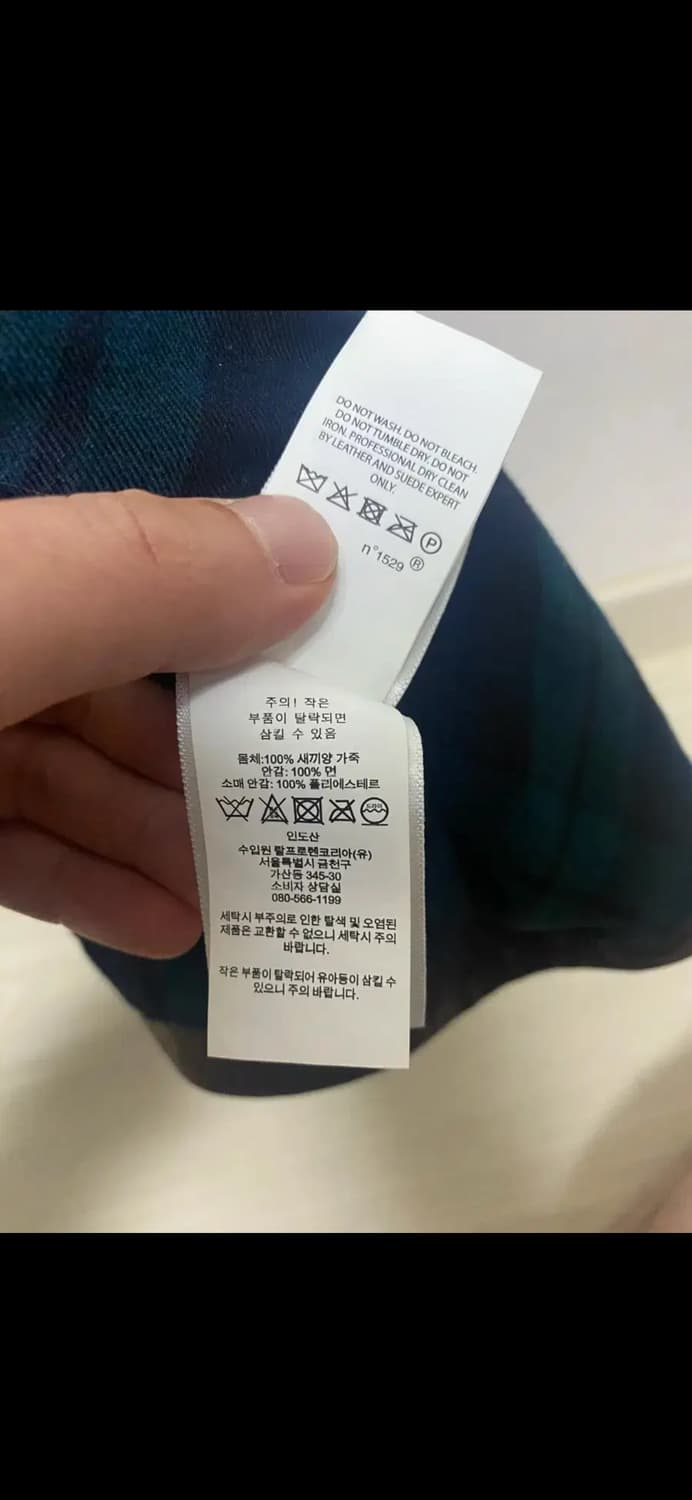 DO NOT WASH. DO NOT BLEACH.
DO NOT TUMBLE DRY. DO NOT
IRON. PROFESSIONAL DRY CLEAN
BY LEATHER AND SUEDE EXPERT
ONLY.
P
n°1529 ®
주의! 작은
부품이 탈락되면
삼킬 수 있음
몸체:100% 새끼양 가죽
안감: 100% 면
소매 안감: 100% 폴리에스테르
드라이
인도산
수입원 랄프로렌코리아(유)
서울특별시 금천구
가산동 345-30
소비자 상담실
080-566-1199
세탁시 부주의로 인한 탈색 및 오염된
제품은 교환할 수 없으니 세탁시 주의
바랍니다.
작은 부품이 탈락되어 유아등이 삼킬 수
있으니 주의 바랍니다.